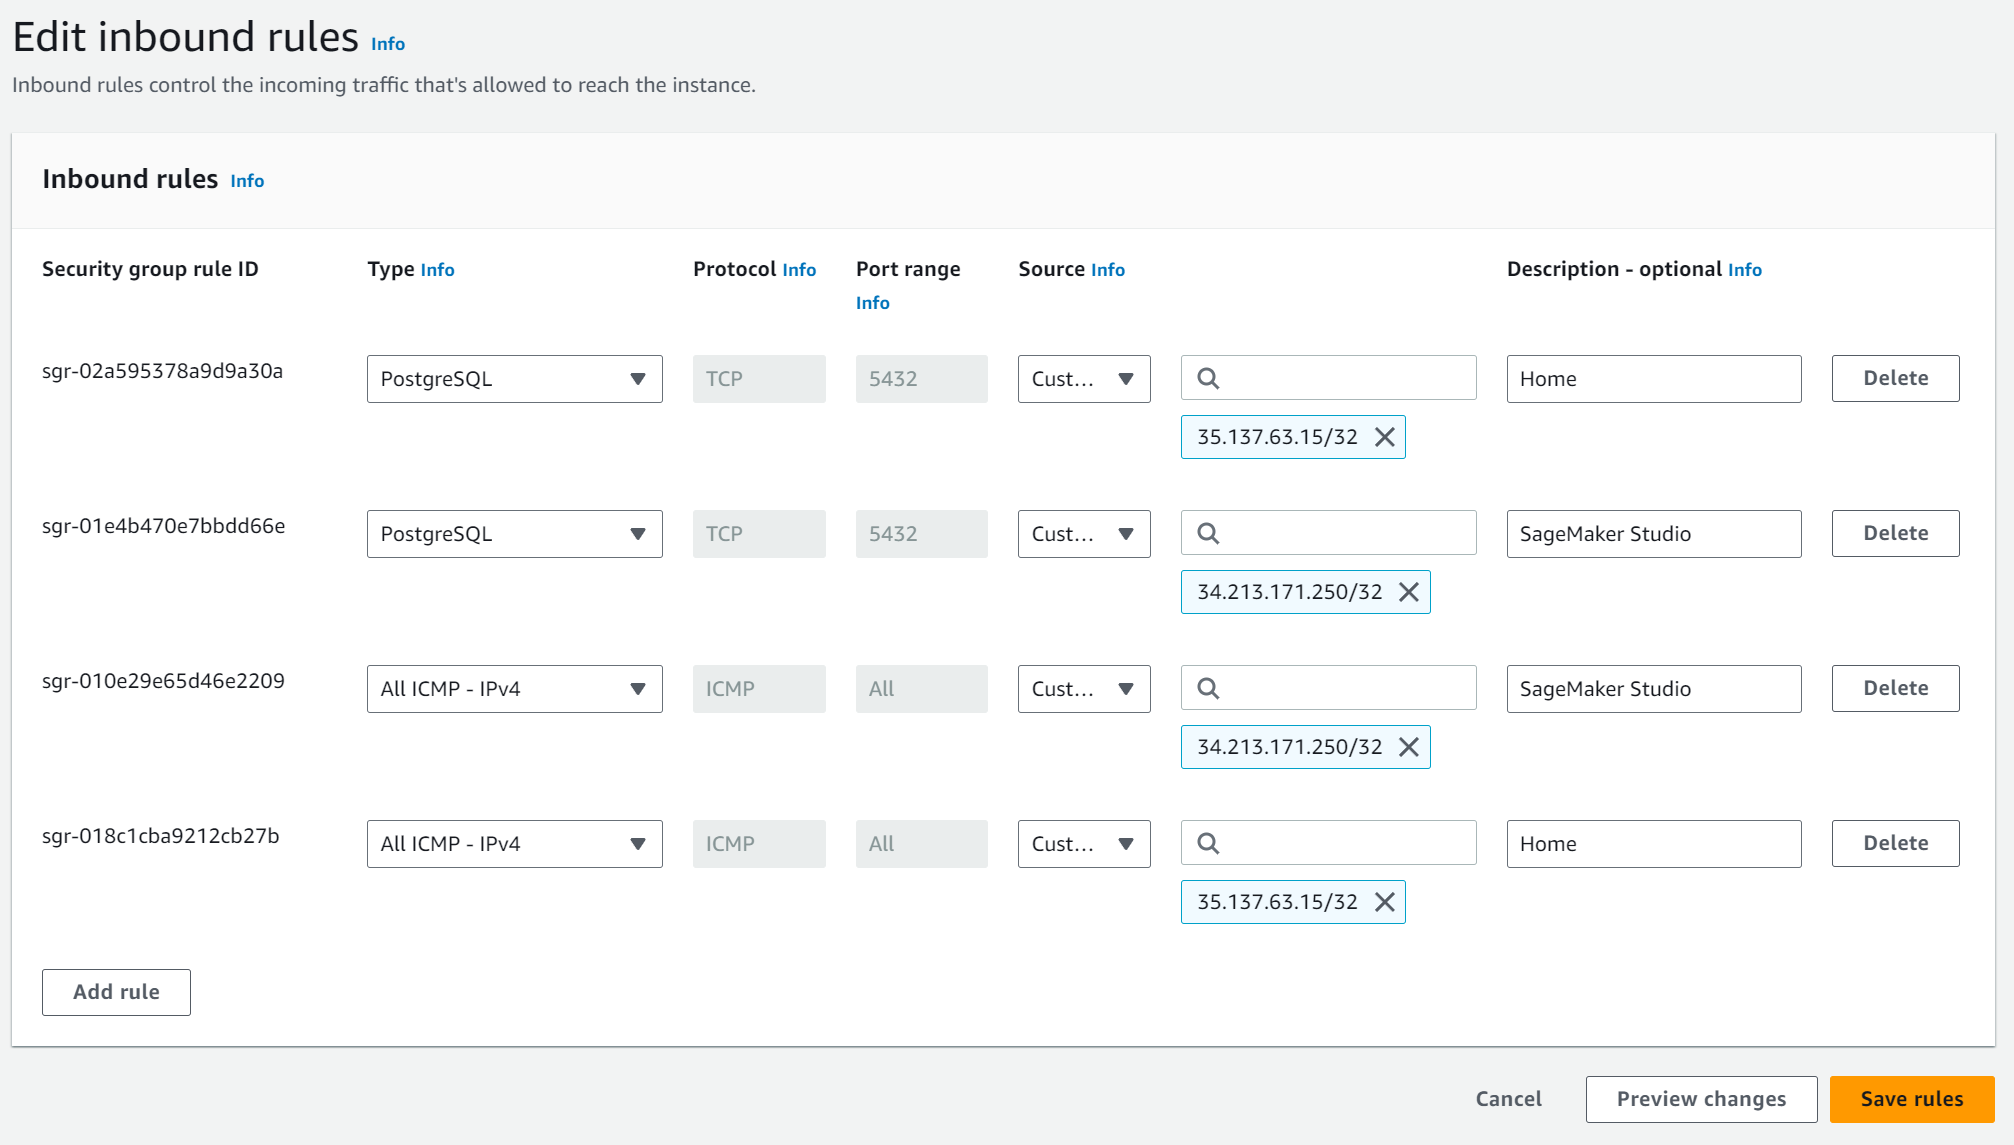 Edit inbound rules Info
Inbound rules control the incoming traffic that's allowed to reach the instance.
Inbound rules Info
Security group rule ID Type Info Protocol Info Port range Info Source Info Description - optional Info
sgr-02a595378a9d9a30a PostgreSQL TCP 5432 Cust... Home Delete
35.137.63.15/32
sgr-01e4b470e7bbdd66e PostgreSQL TCP 5432 Cust... SageMaker Studio Delete
34.213.171.250/32
sgr-010e29e65d46e2209 All ICMP - IPv4 ICMP All Cust... SageMaker Studio Delete
34.213.171.250/32
sgr-018c1cba9212cb27b All ICMP - IPv4 ICMP All Cust... Home Delete
35.137.63.15/32
Add rule
Cancel Preview changes Save rules